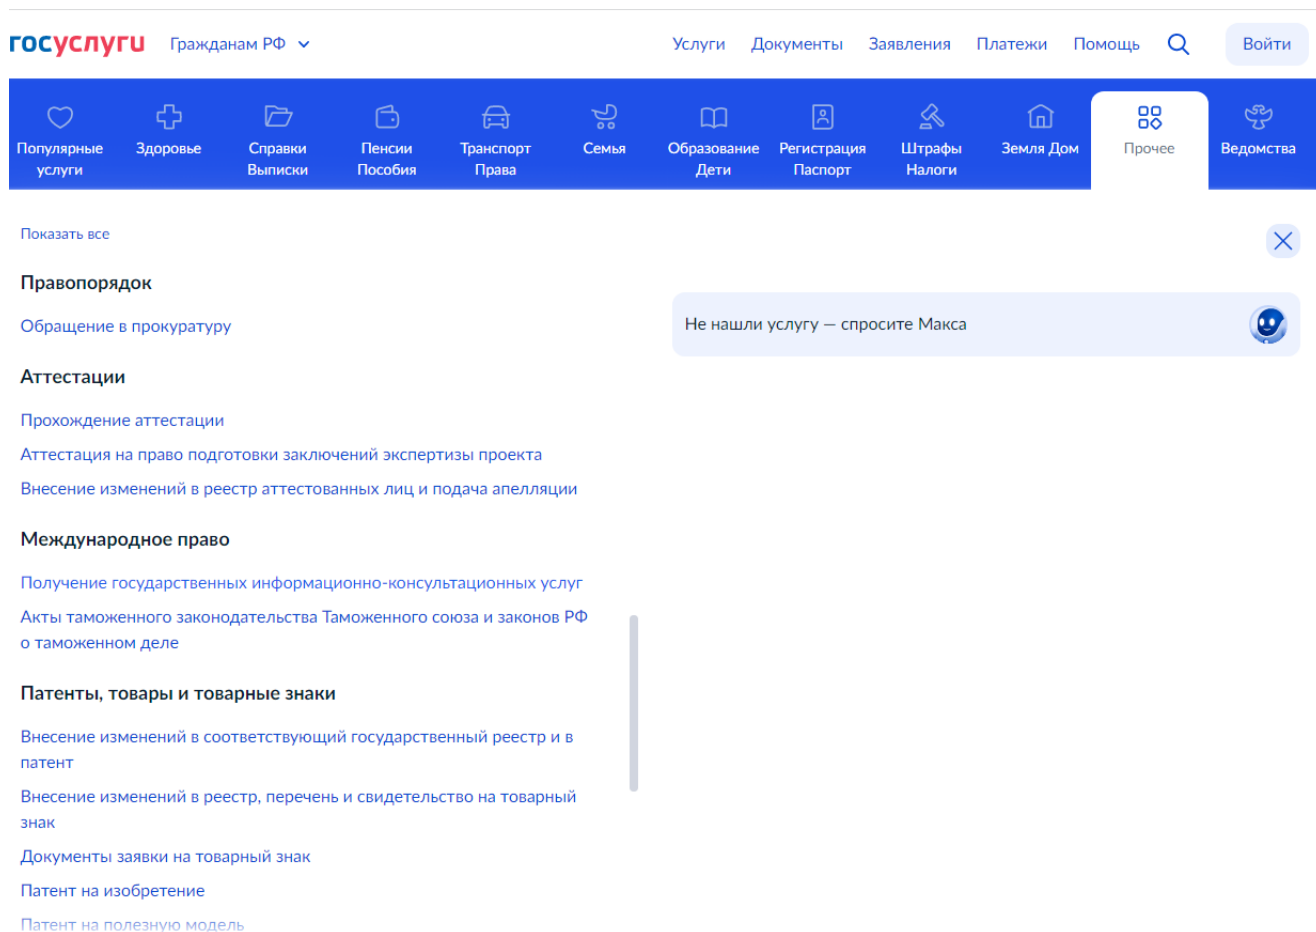 госуслуги Гражданам РФ Услуги Документы Заявления Платежи Помощь Войти
Популярные услуги
Здоровье
Справки Выписки
Пенсии Пособия
Транспорт Права
Семья
Образование Дети
Регистрация Паспорт
Штрафы Налоги
Земля Дом
Прочее
Ведомства
Показать все
Правопорядок
Обращение в прокуратуру
Не нашли услугу — спросите Макса
Аттестации
Прохождение аттестации
Аттестация на право подготовки заключений экспертизы проекта
Внесение изменений в реестр аттестованных лиц и подача апелляции
Международное право
Получение государственных информационно-консультационных услуг
Акты таможенного законодательства Таможенного союза и законов РФ
о таможенном деле
Патенты, товары и товарные знаки
Внесение изменений в соответствующий государственный реестр и в
патент
Внесение изменений в реестр, перечень и свидетельство на товарный
знак
Документы заявки на товарный знак
Патент на изобретение
Патент на полезную модель